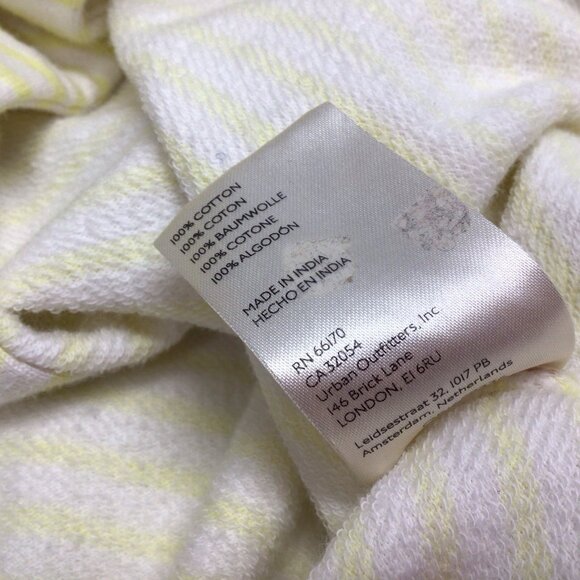 100% COTTON
100% COTON
100% BAUMWOLLE
100% COTONE
100% ALGODÓN
MADE IN INDIA
HECHO EN INDIA
RN 66170
CA 32054
Urban Outfitters, Inc.
146 Brick Lane
LONDON, E1 6RU
Leidsestraat 32, 1017 PB
Amsterdam, Netherlands